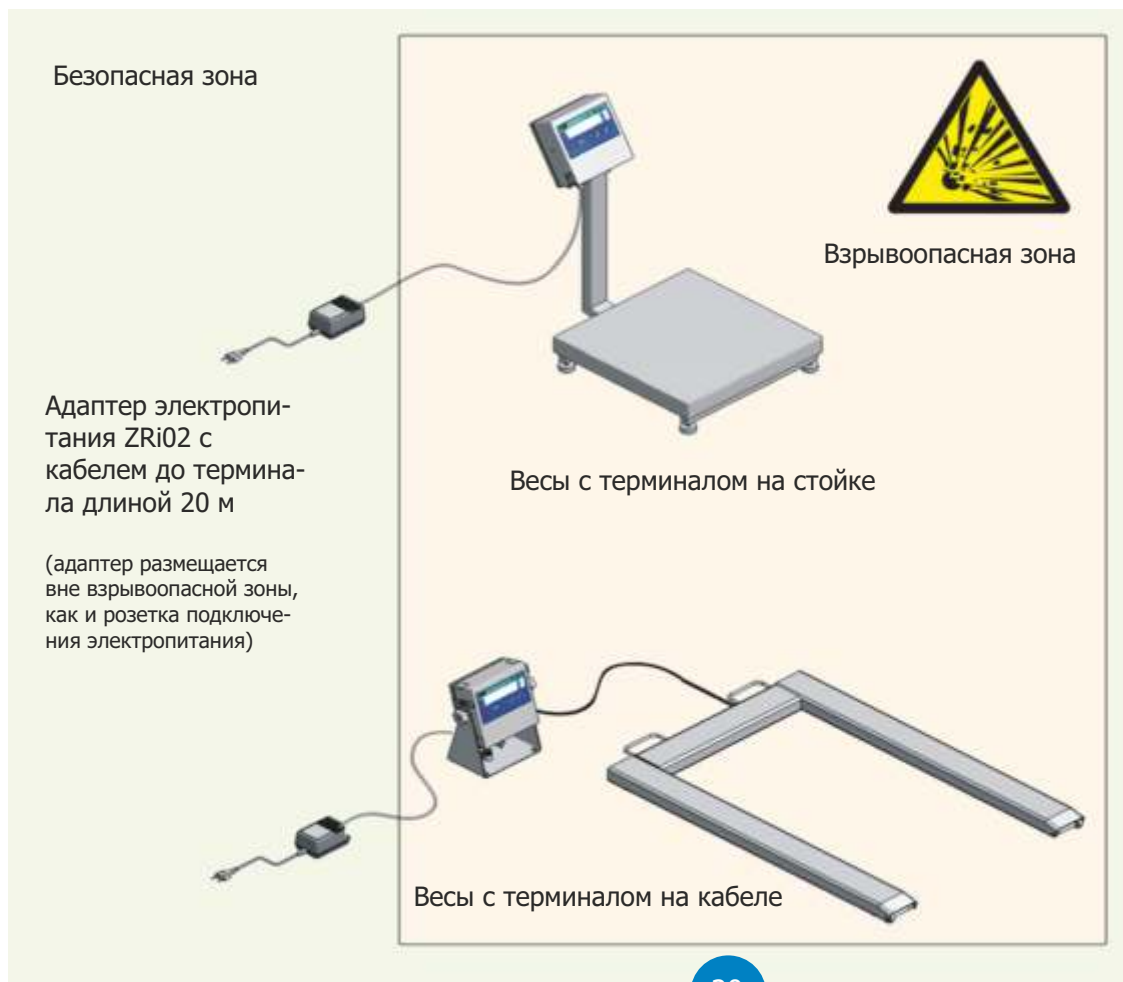 Безопасная зона
Взрывоопасная зона
Адаптер электропи-
тания ZRi02 с
кабелем до термина-
ла длиной 20 м
Весы с терминалом на стойке
(адаптер размещается
вне взрывоопасной зоны,
как и розетка подключе-
ния электропитания)
Весы с терминалом на кабеле